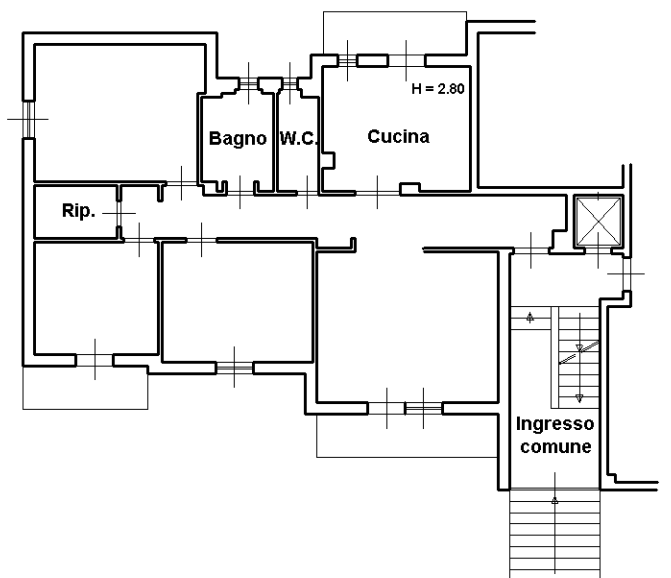 H = 2.80
Bagno
W.C.
Cucina
Rip.
Ingresso
comune